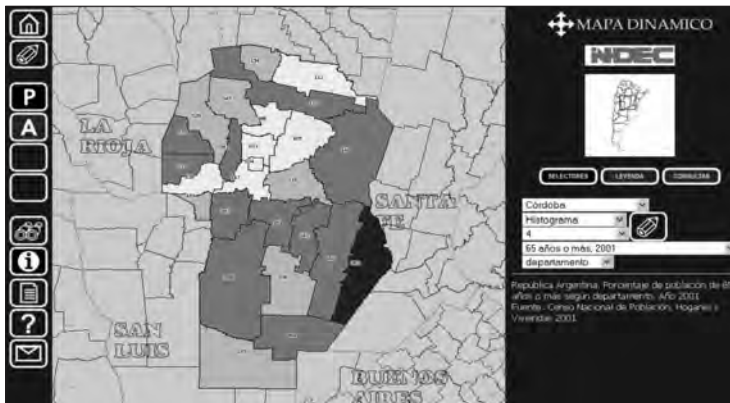 MAPA DINAMICO
INDEC
P
A
LA
RIOJA
SANTA
FE
SAN
LUIS
BUENOS
AIRES
i
?
SELECTORES LEYENDA CONSULTAS
Córdoba
Histograma
4
65 años o más, 2001
departamento
República Argentina. Porcentaje de población de 65
años o más según departamento. Año 2001
Fuente: Censo Nacional de Población, Hogares y
Viviendas 2001